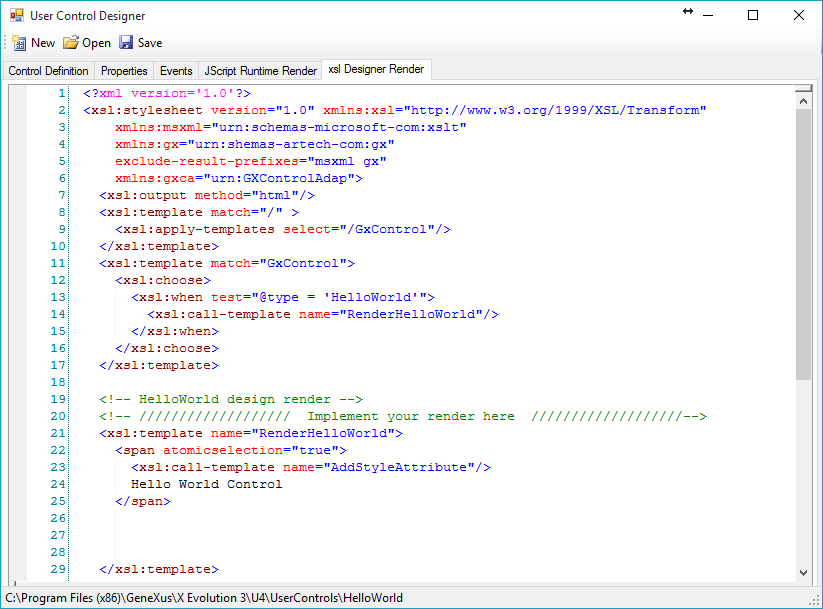 User Control Designer
New Open Save
Control Definition Properties Events JScript Runtime Render xsl Designer Render
1 <?xml version='1.0'?>
2 <xsl:stylesheet version="1.0" xmlns:xsl="http://www.w3.org/1999/XSL/Transform"
3 xmlns:msxml="urn:schemas-microsoft-com:xslt"
4 xmlns:gx="urn:shemas-artech-com:gx"
5 exclude-result-prefixes="msxml gx"
6 xmlns:gxca="urn:GXControlAdap">
7 <xsl:output method="html"/>
8 <xsl:template match="/" >
9 <xsl:apply-templates select="/GxControl"/>
10 </xsl:template>
11 <xsl:template match="GxControl">
12 <xsl:choose>
13 <xsl:when test="@type = 'HelloWorld'">
14 <xsl:call-template name="RenderHelloWorld"/>
15 </xsl:when>
16 </xsl:choose>
17 </xsl:template>
18
19 <!-- HelloWorld design render -->
20 <!-- /////////////////// Implement your render here ///////////////////-->
21 <xsl:template name="RenderHelloWorld">
22 <span atomicselection="true">
23 <xsl:call-template name="AddStyleAttribute"/>
24 Hello World Control
25 </span>
26
27
28
29 </xsl:template>
C:\Program Files (x86)\GeneXus\X Evolution 3\U4\UserControls\HelloWorld